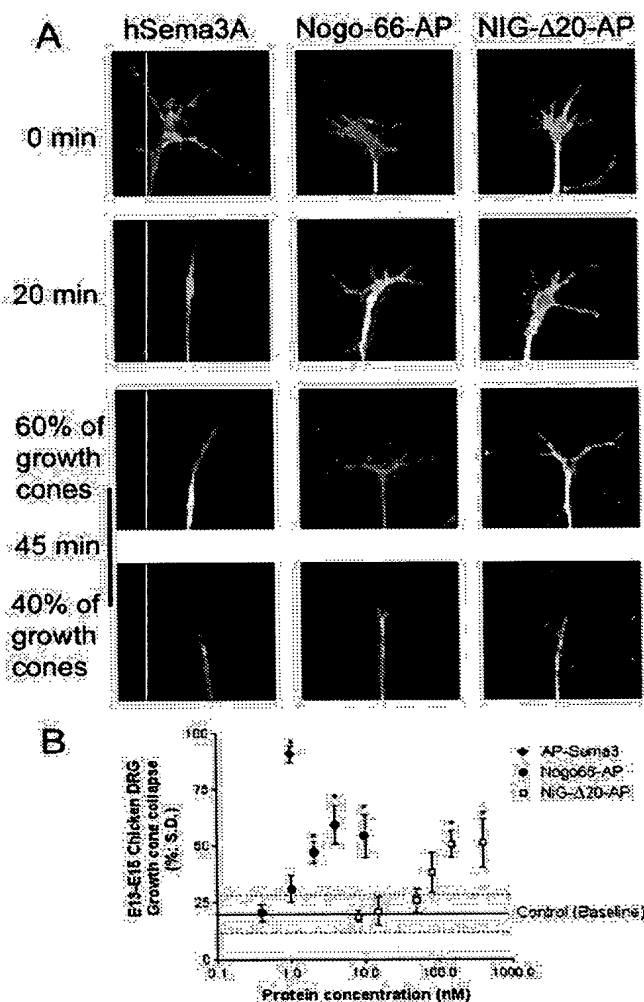 A
hSema3A Nogo-66-AP NIG-Δ20-AP
0 min
20 min
60% of
growth
cones
45 min
40% of
growth
cones
B
E13-E15 Chicken DRG
Growth cone collapse
(%; S.D.)
100
75
50
25
0
AP-Sema3
Nogo66-AP
NiG-Δ20-AP
Control (Baseline)
0.1 1.0 10.0 100.0 1000.0
Protein concentration (nM)